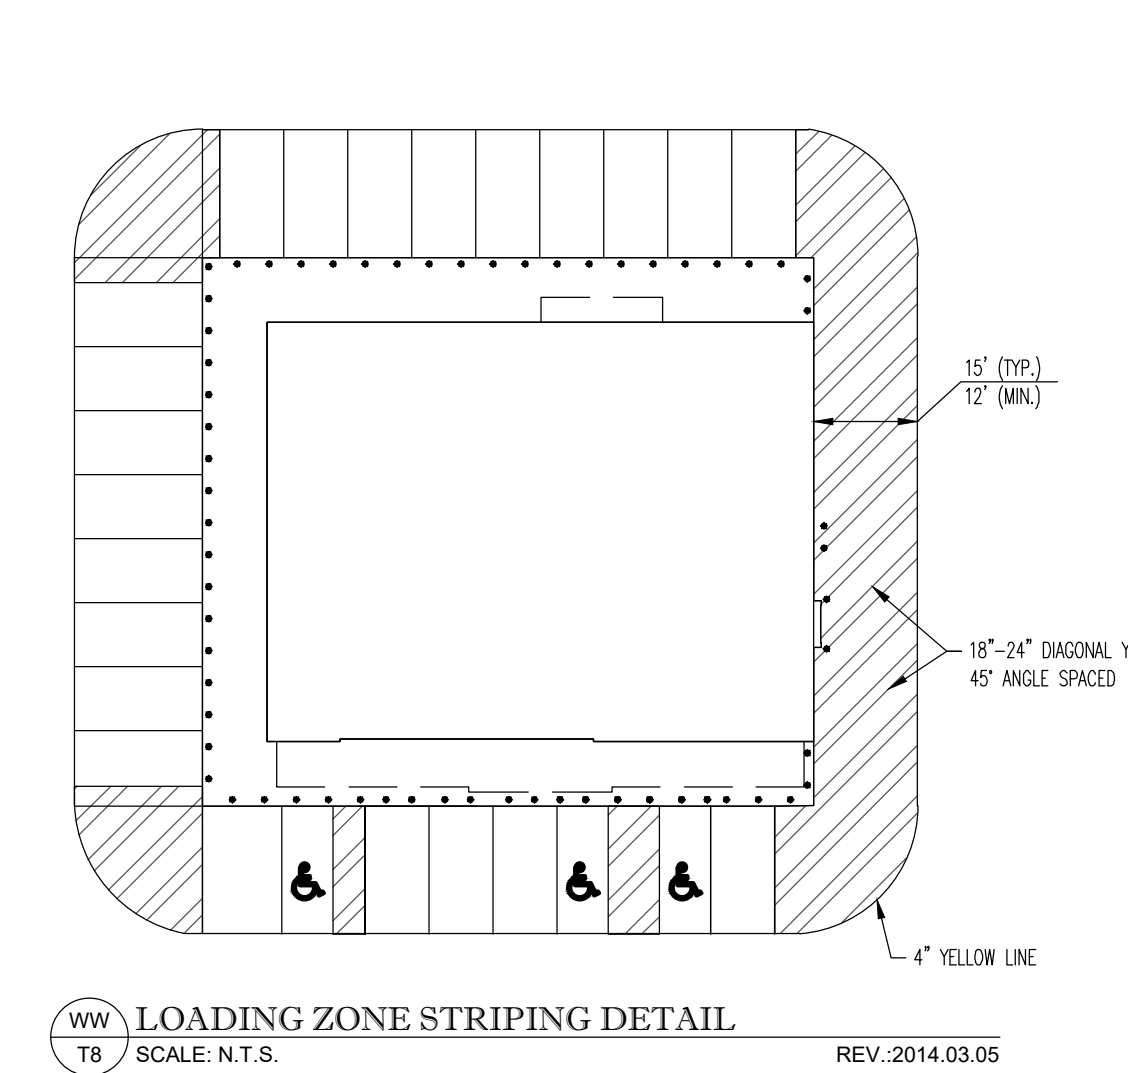 15' (TYP.)
12' (MIN.)
18"-24" DIAGONAL
45° ANGLE SPACED
4" YELLOW LINE
WW
LOADING ZONE STRIPING DETAIL
T8
SCALE: N.T.S.
REV.:2014.03.05